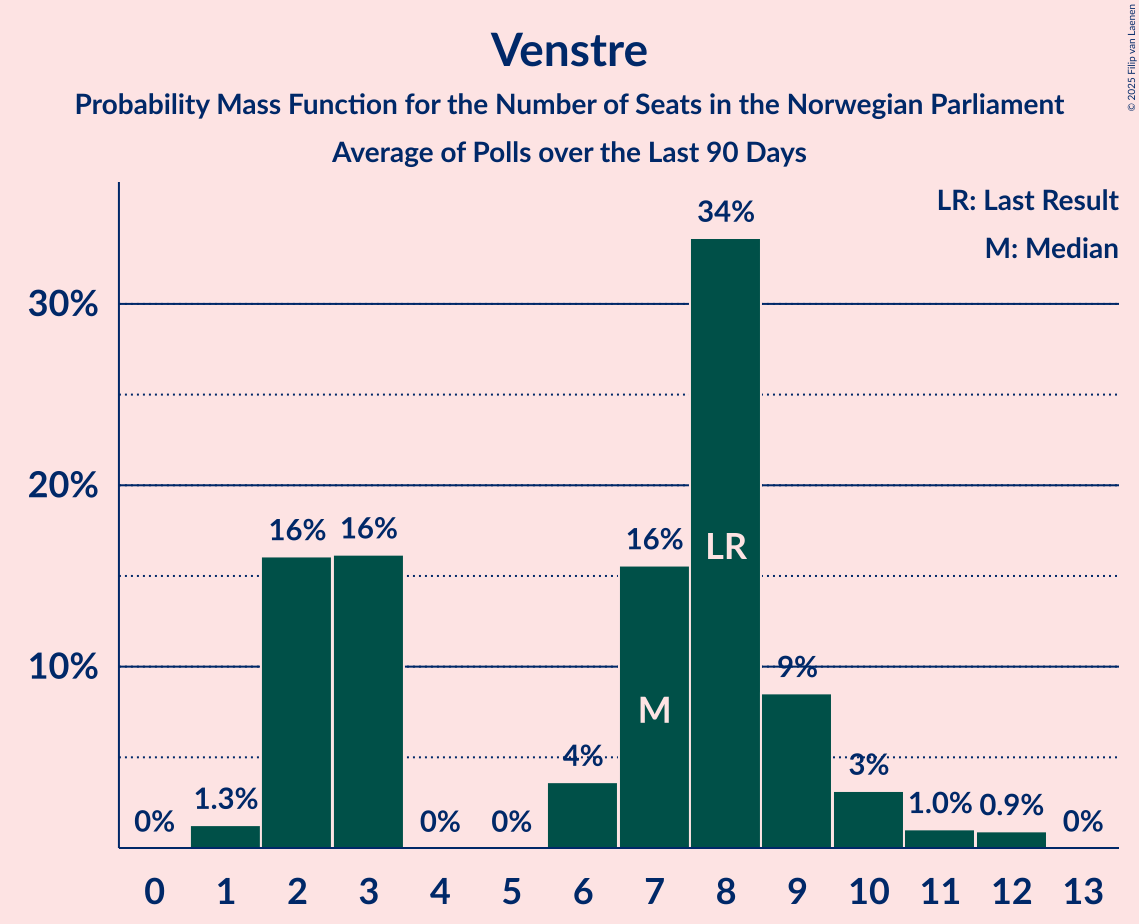 Venstre
Probability Mass Function for the Number of Seats in the Norwegian Parliament
Average of Polls over the Last 90 Days
© 2025 Filip van Laenen
LR: Last Result
M: Median
34%
30%
20%
16% 16% 16% LR
10%
9%
M
4% 3%
0% 1.3% 0% 0% 1.0% 0.9% 0%
0 1 2 3 4 5 6 7 8 9 10 11 12 13